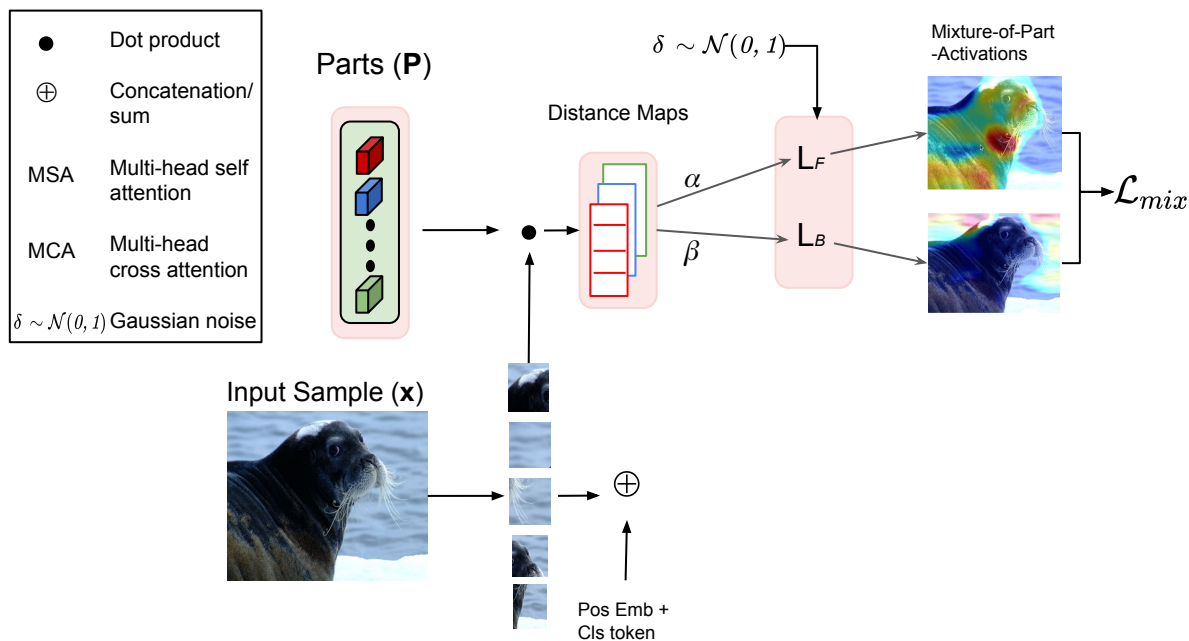 Dot product
Concatenation/
sum
MSA
Multi-head self
attention
MCA
Multi-head
cross attention
δ ∼ 𝒩(0, 1) Gaussian noise
Parts (P)
Input Sample (x)
Pos Emb +
Cls token
Distance Maps
α
β
δ ∼ 𝒩(0, 1)
L_F
L_B
Mixture-of-Part
-Activations
ℒ_mix